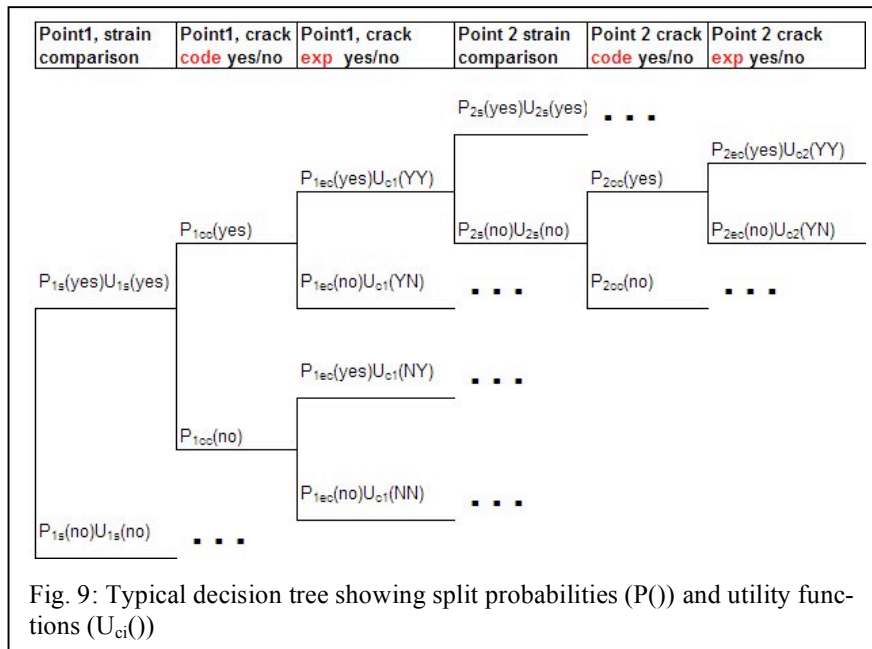 Point1, strain comparison
Point1, crack code yes/no
Point1, crack exp yes/no
Point 2 strain comparison
Point 2 crack code yes/no
Point 2 crack exp yes/no
P2s(yes)U2s(yes) ...
P2ec(yes)Uc2(YY)
P1ec(yes)Uc1(YY)
P2cc(yes)
P1cc(yes)
P2s(no)U2s(no)
P2ec(no)Uc2(YN)
P1s(yes)U1s(yes)
P1ec(no)Uc1(YN) ...
P2cc(no) ...
P1ec(yes)Uc1(NY) ...
P1cc(no)
P1ec(no)Uc1(NN) ...
P1s(no)U1s(no) ...
Fig. 9: Typical decision tree showing split probabilities (P()) and utility func-
tions (Uci())